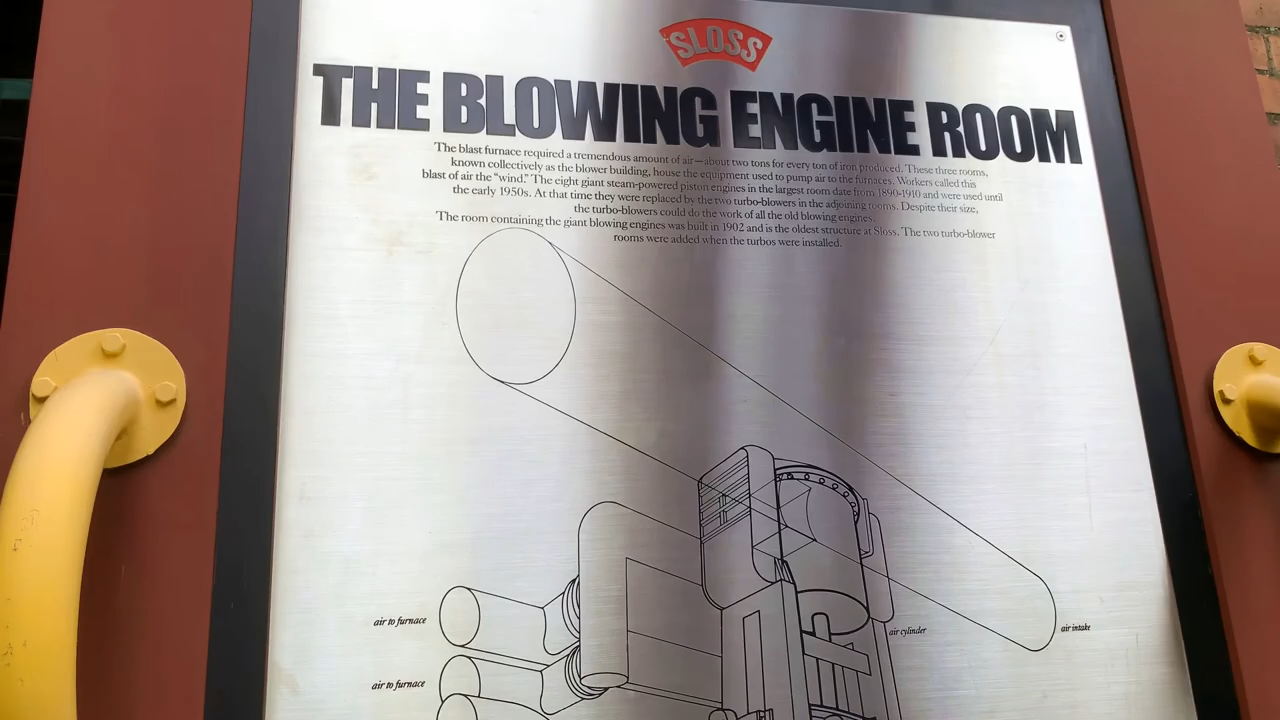 SLOSS
THE BLOWING ENGINE ROOM
The blast furnace required a tremendous amount of air—about two tons for every ton of iron produced. These three rooms,
known collectively as the blower building, house the equipment used to pump air to the furnaces. Workers called this
blast of air the “wind.” The eight giant steam-powered piston engines in the largest room date from 1890-1910 and were used until
the early 1950s. At that time they were replaced by the two turbo-blowers in the adjoining rooms. Despite their size,
the turbo-blowers could do the work of all the old blowing engines.
The room containing the giant blowing engines was built in 1902 and is the oldest structure at Sloss. The two turbo-blower
rooms were added when the turbos were installed.
air to furnace
air cylinder
air intake
air to furnace